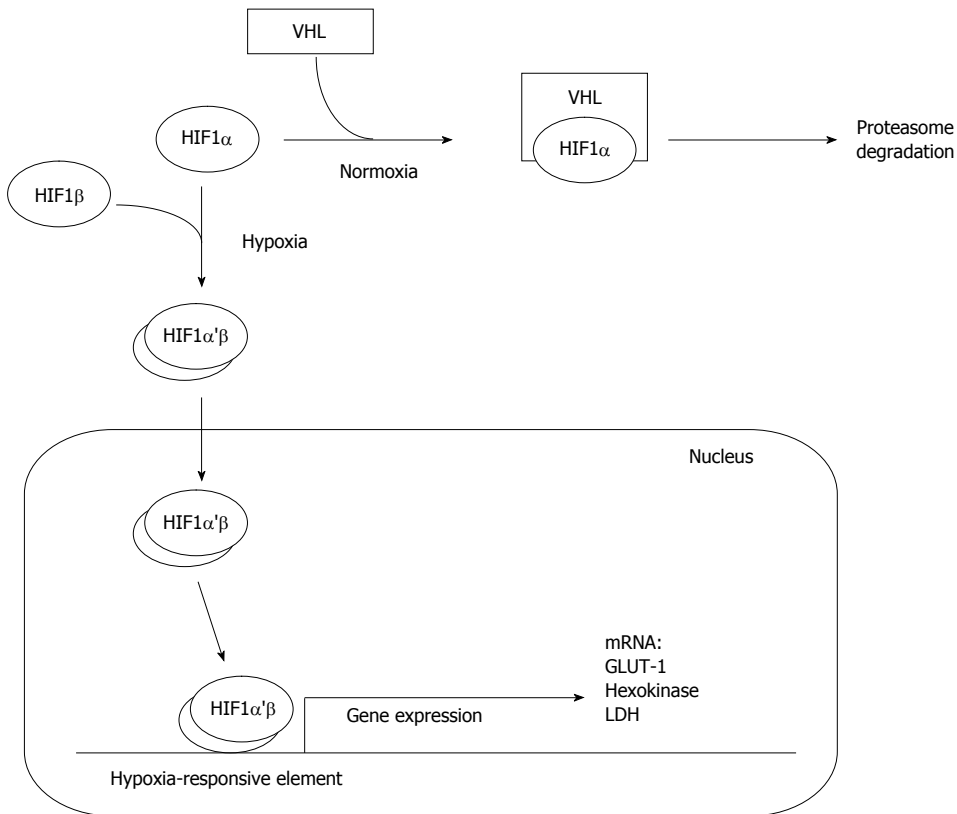 VHL
HIF1α
Normoxia
VHL
HIF1α
Proteasome
degradation
HIF1β
Hypoxia
HIF1α'β
Nucleus
HIF1α'β
HIF1α'β
Gene expression
mRNA:
GLUT-1
Hexokinase
LDH
Hypoxia-responsive element